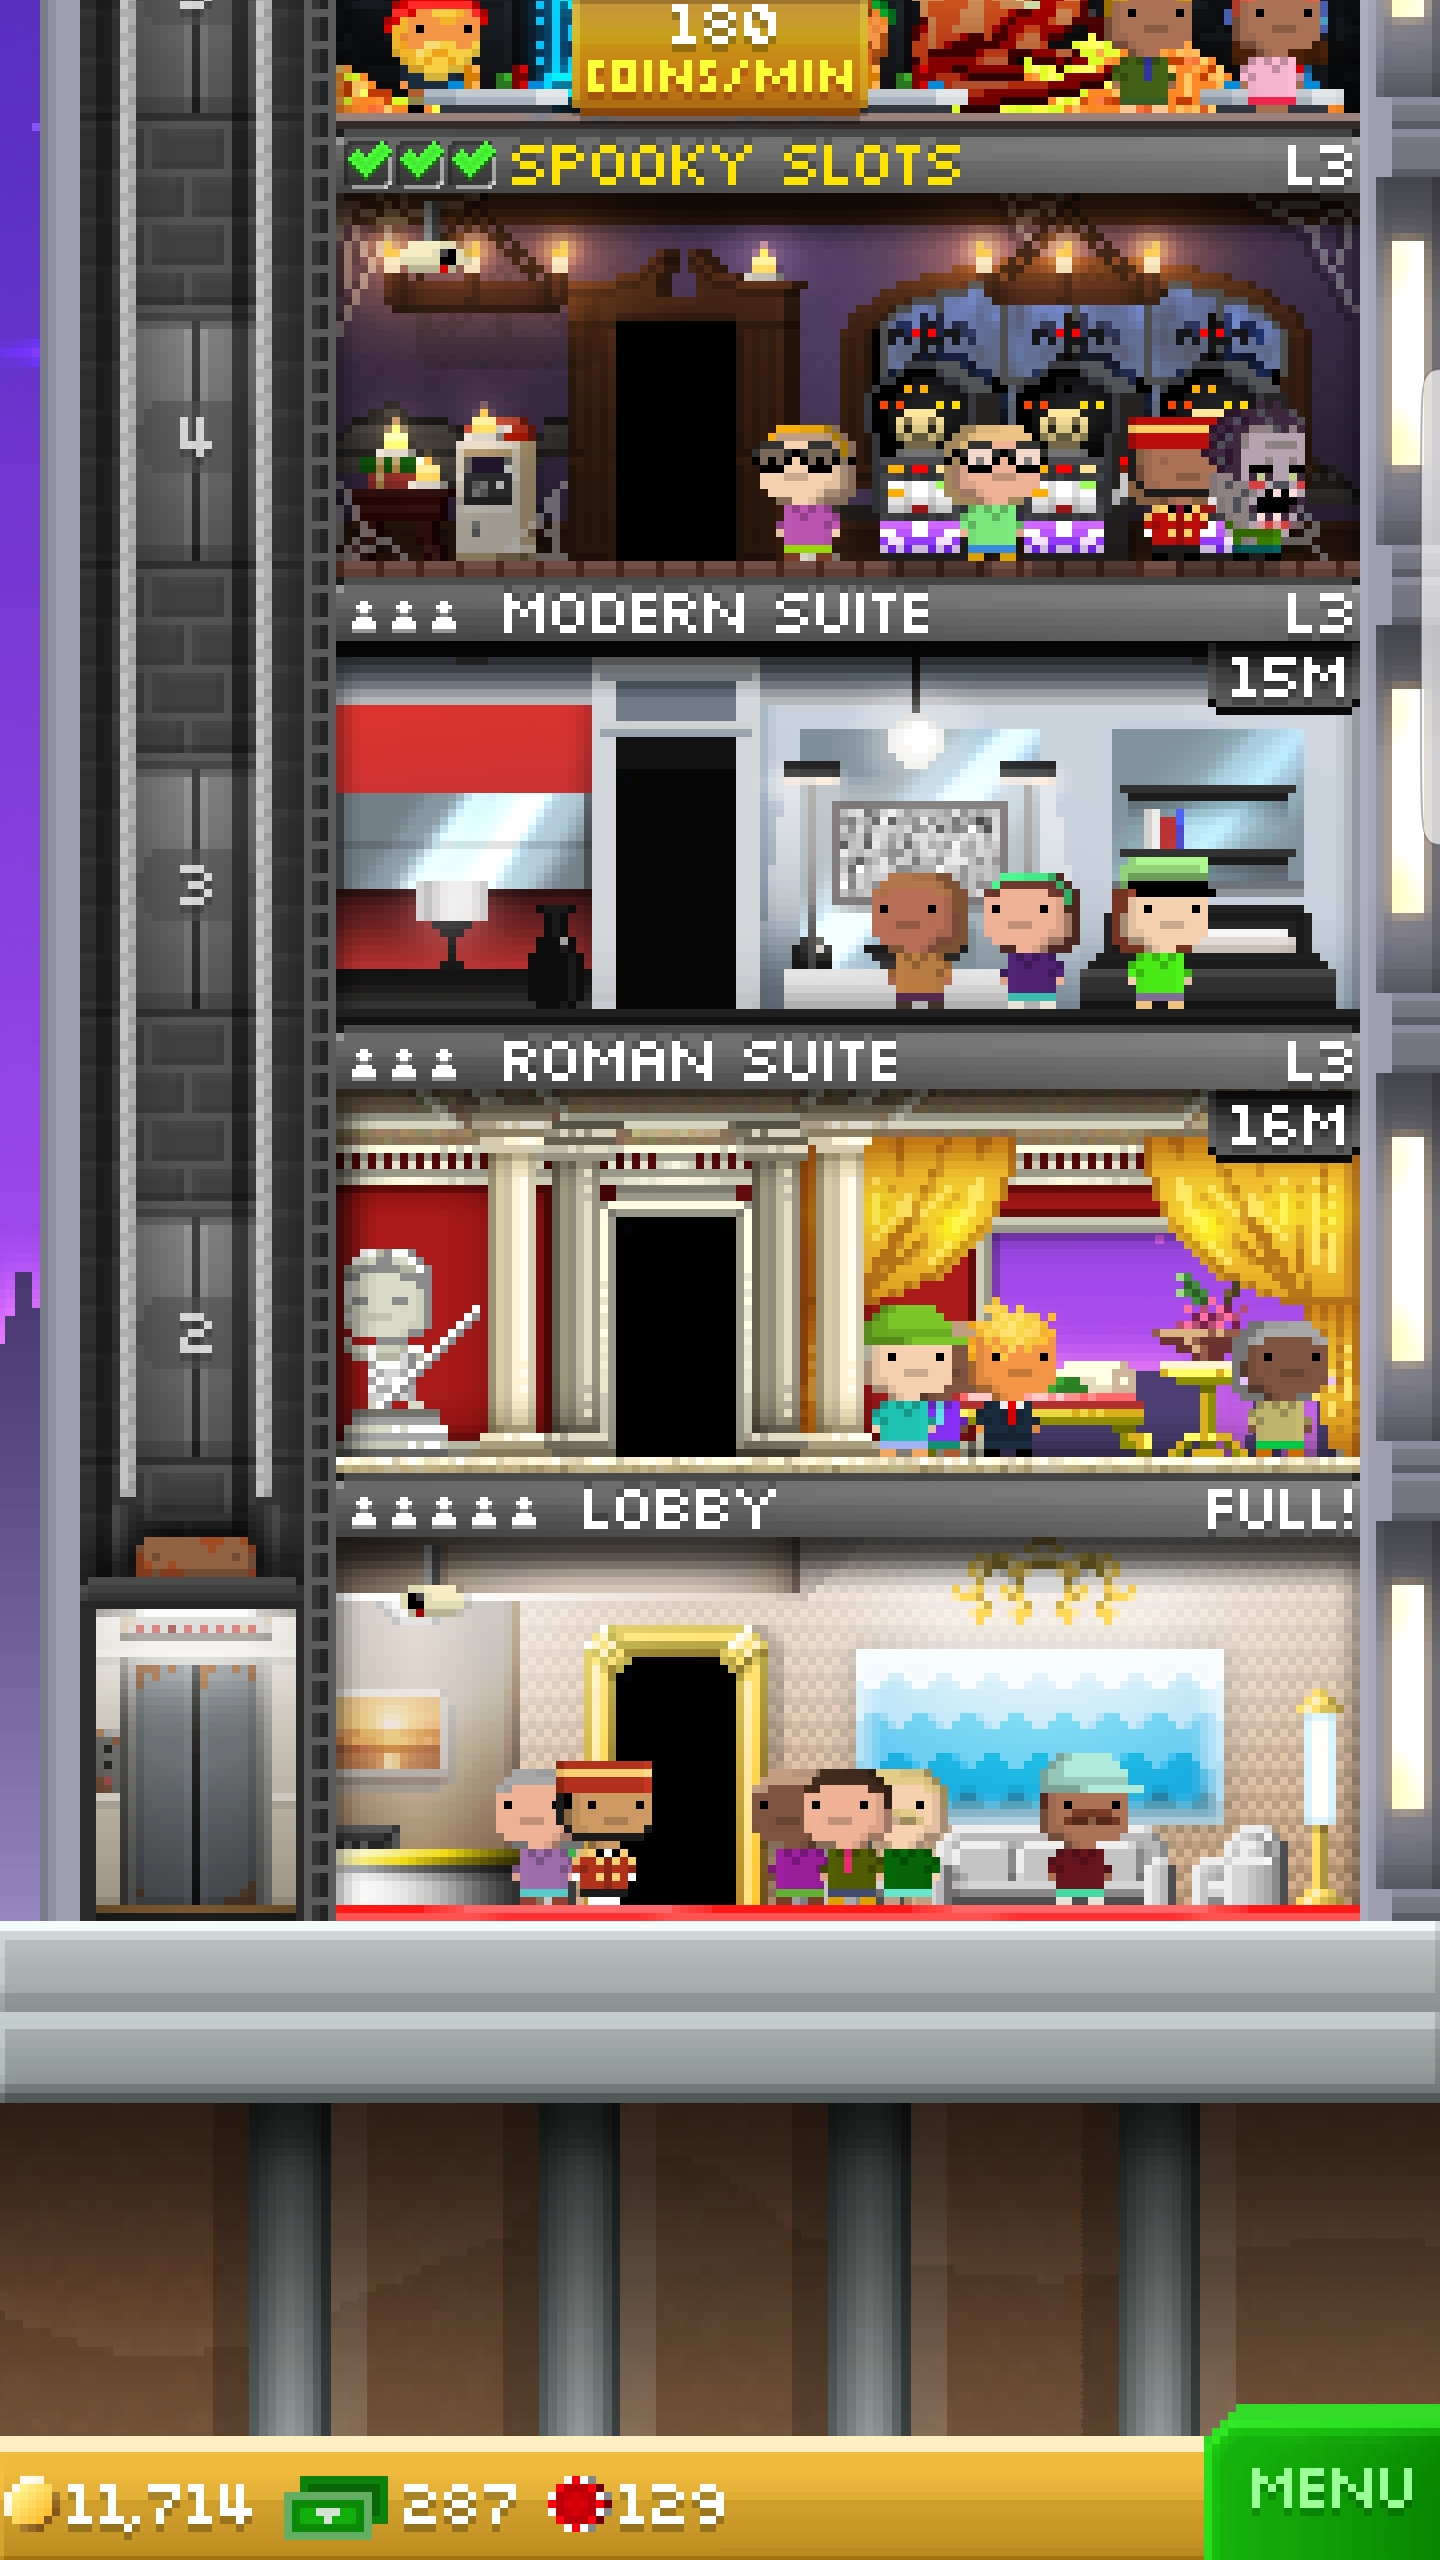 180
COINS/MIN
SPOOKY SLOTS L3
4
MODERN SUITE L3
15M
3
ROMAN SUITE L3
16M
2
LOBBY FULL!
11,714 287 129
MENU